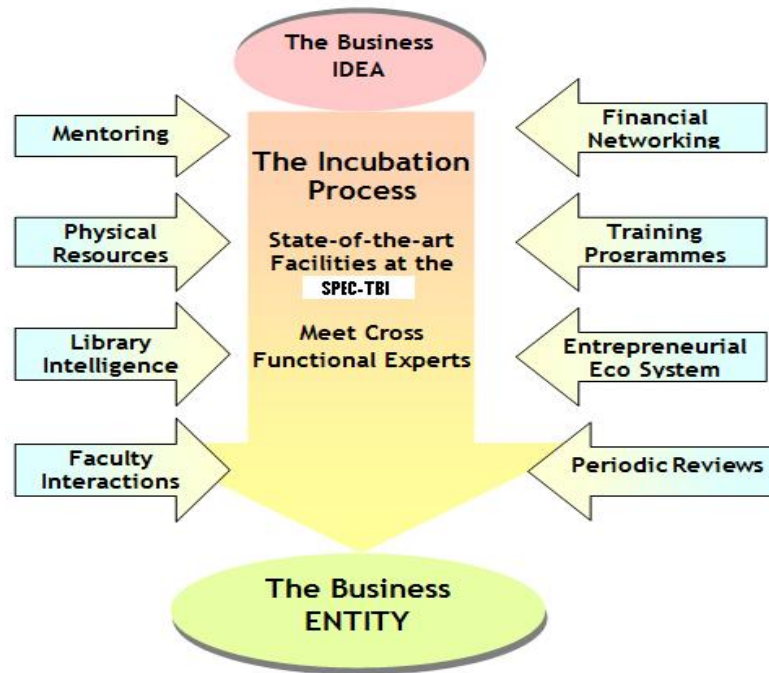 The Business
IDEA
Mentoring
Financial
Networking
The Incubation
Process
Physical
Resources
State-of-the-art
Facilities at the
SPEC-TBI
Training
Programmes
Library
Intelligence
Meet Cross
Functional Experts
Entrepreneurial
Eco System
Faculty
Interactions
Periodic Reviews
The Business
ENTITY